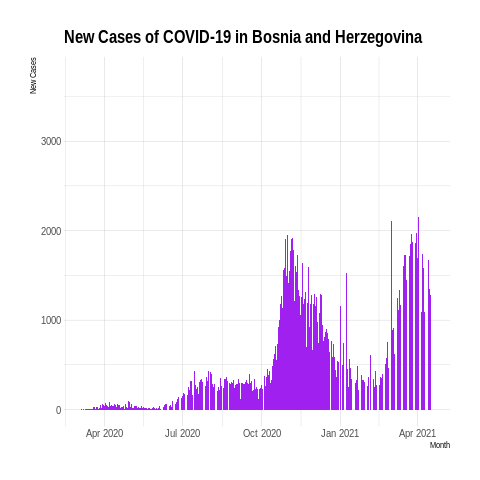 New Cases of COVID-19 in Bosnia and Herzegovina
New Cases
3000
2000
1000
0
Apr 2020 Jul 2020 Oct 2020 Jan 2021 Apr 2021
Month